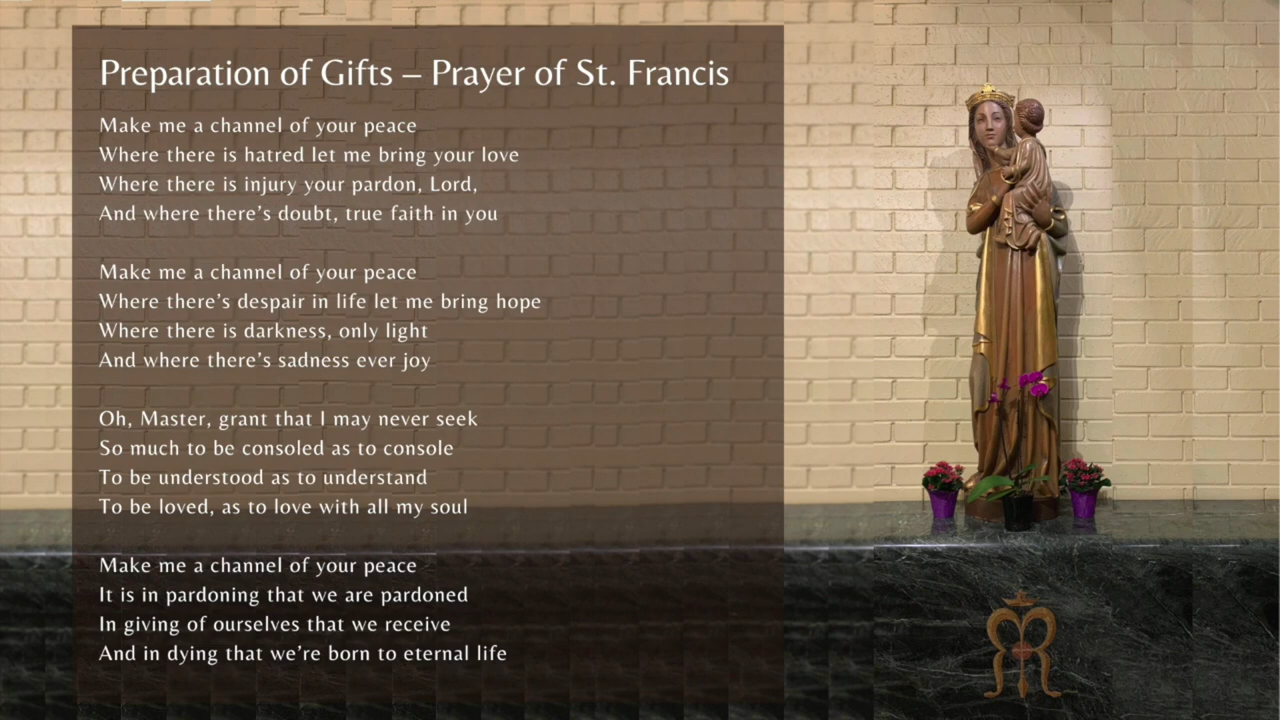 Preparation of Gifts – Prayer of St. Francis
Make me a channel of your peace
Where there is hatred let me bring your love
Where there is injury your pardon, Lord,
And where there’s doubt, true faith in you
Make me a channel of your peace
Where there’s despair in life let me bring hope
Where there is darkness, only light
And where there’s sadness ever joy
Oh, Master, grant that I may never seek
So much to be consoled as to console
To be understood as to understand
To be loved, as to love with all my soul
Make me a channel of your peace
It is in pardoning that we are pardoned
In giving of ourselves that we receive
And in dying that we’re born to eternal life